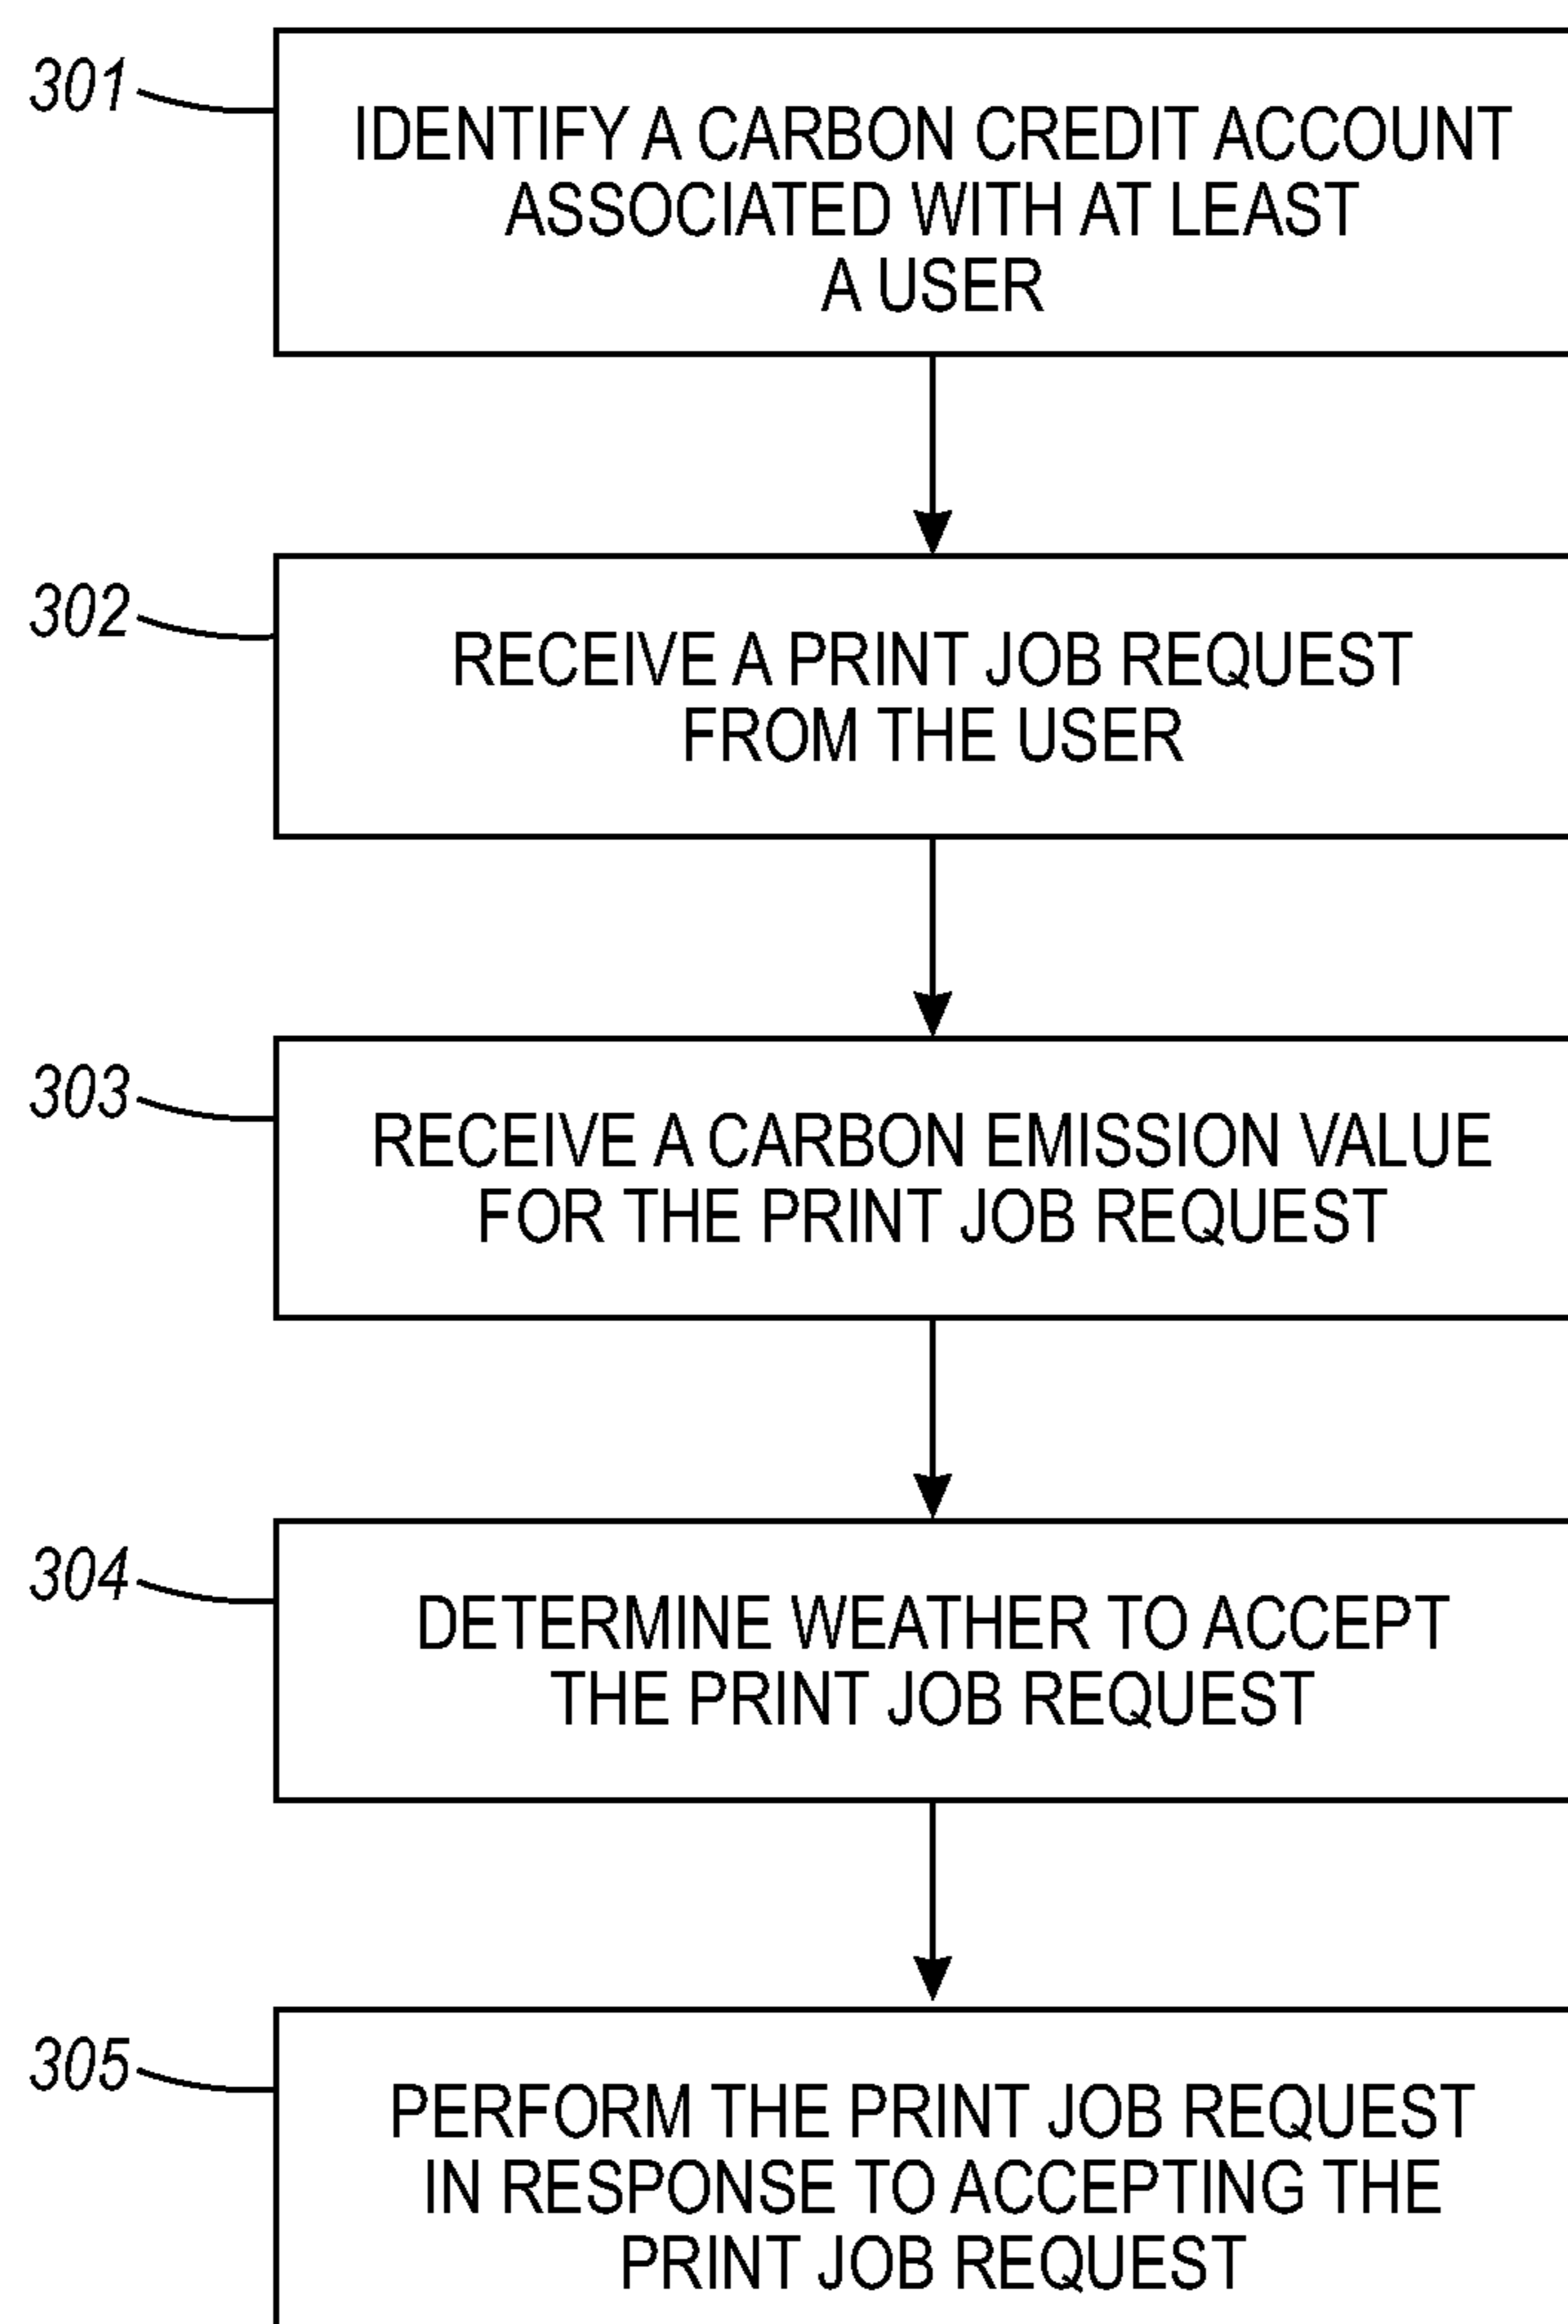 301
IDENTIFY A CARBON CREDIT ACCOUNT
ASSOCIATED WITH AT LEAST
A USER
302
RECEIVE A PRINT JOB REQUEST
FROM THE USER
303
RECEIVE A CARBON EMISSION VALUE
FOR THE PRINT JOB REQUEST
304
DETERMINE WEATHER TO ACCEPT
THE PRINT JOB REQUEST
305
PERFORM THE PRINT JOB REQUEST
IN RESPONSE TO ACCEPTING THE
PRINT JOB REQUEST